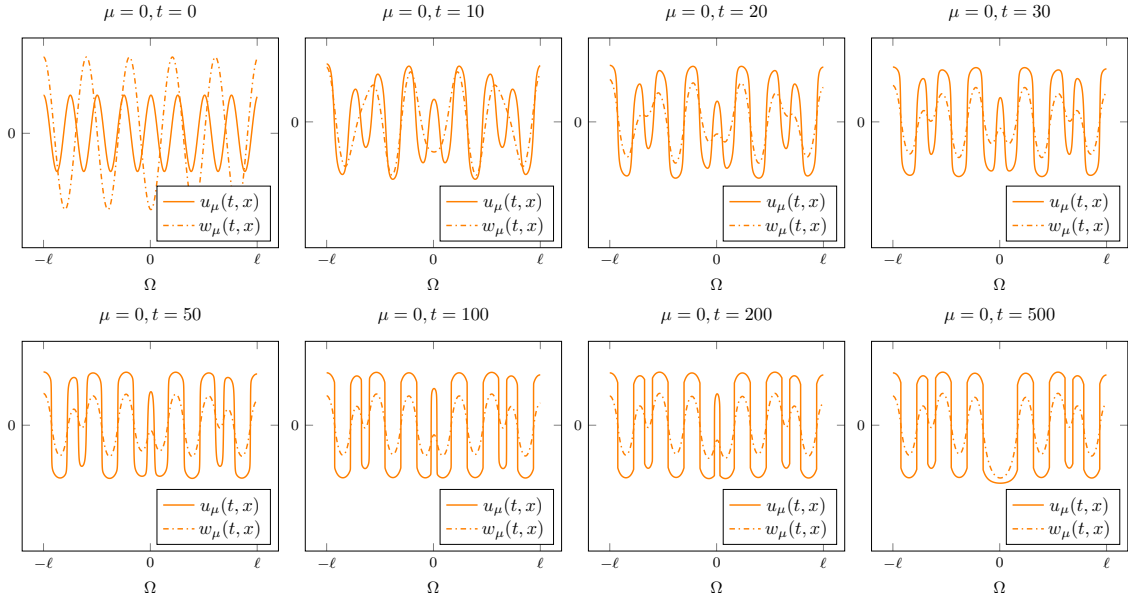 μ = 0, t = 0
0
u_μ(t, x)
w_μ(t, x)
−ℓ 0 ℓ
Ω
μ = 0, t = 10
0
u_μ(t, x)
w_μ(t, x)
−ℓ 0 ℓ
Ω
μ = 0, t = 20
0
u_μ(t, x)
w_μ(t, x)
−ℓ 0 ℓ
Ω
μ = 0, t = 30
0
u_μ(t, x)
w_μ(t, x)
−ℓ 0 ℓ
Ω
μ = 0, t = 50
0
u_μ(t, x)
w_μ(t, x)
−ℓ 0 ℓ
Ω
μ = 0, t = 100
0
u_μ(t, x)
w_μ(t, x)
−ℓ 0 ℓ
Ω
μ = 0, t = 200
0
u_μ(t, x)
w_μ(t, x)
−ℓ 0 ℓ
Ω
μ = 0, t = 500
0
u_μ(t, x)
w_μ(t, x)
−ℓ 0 ℓ
Ω